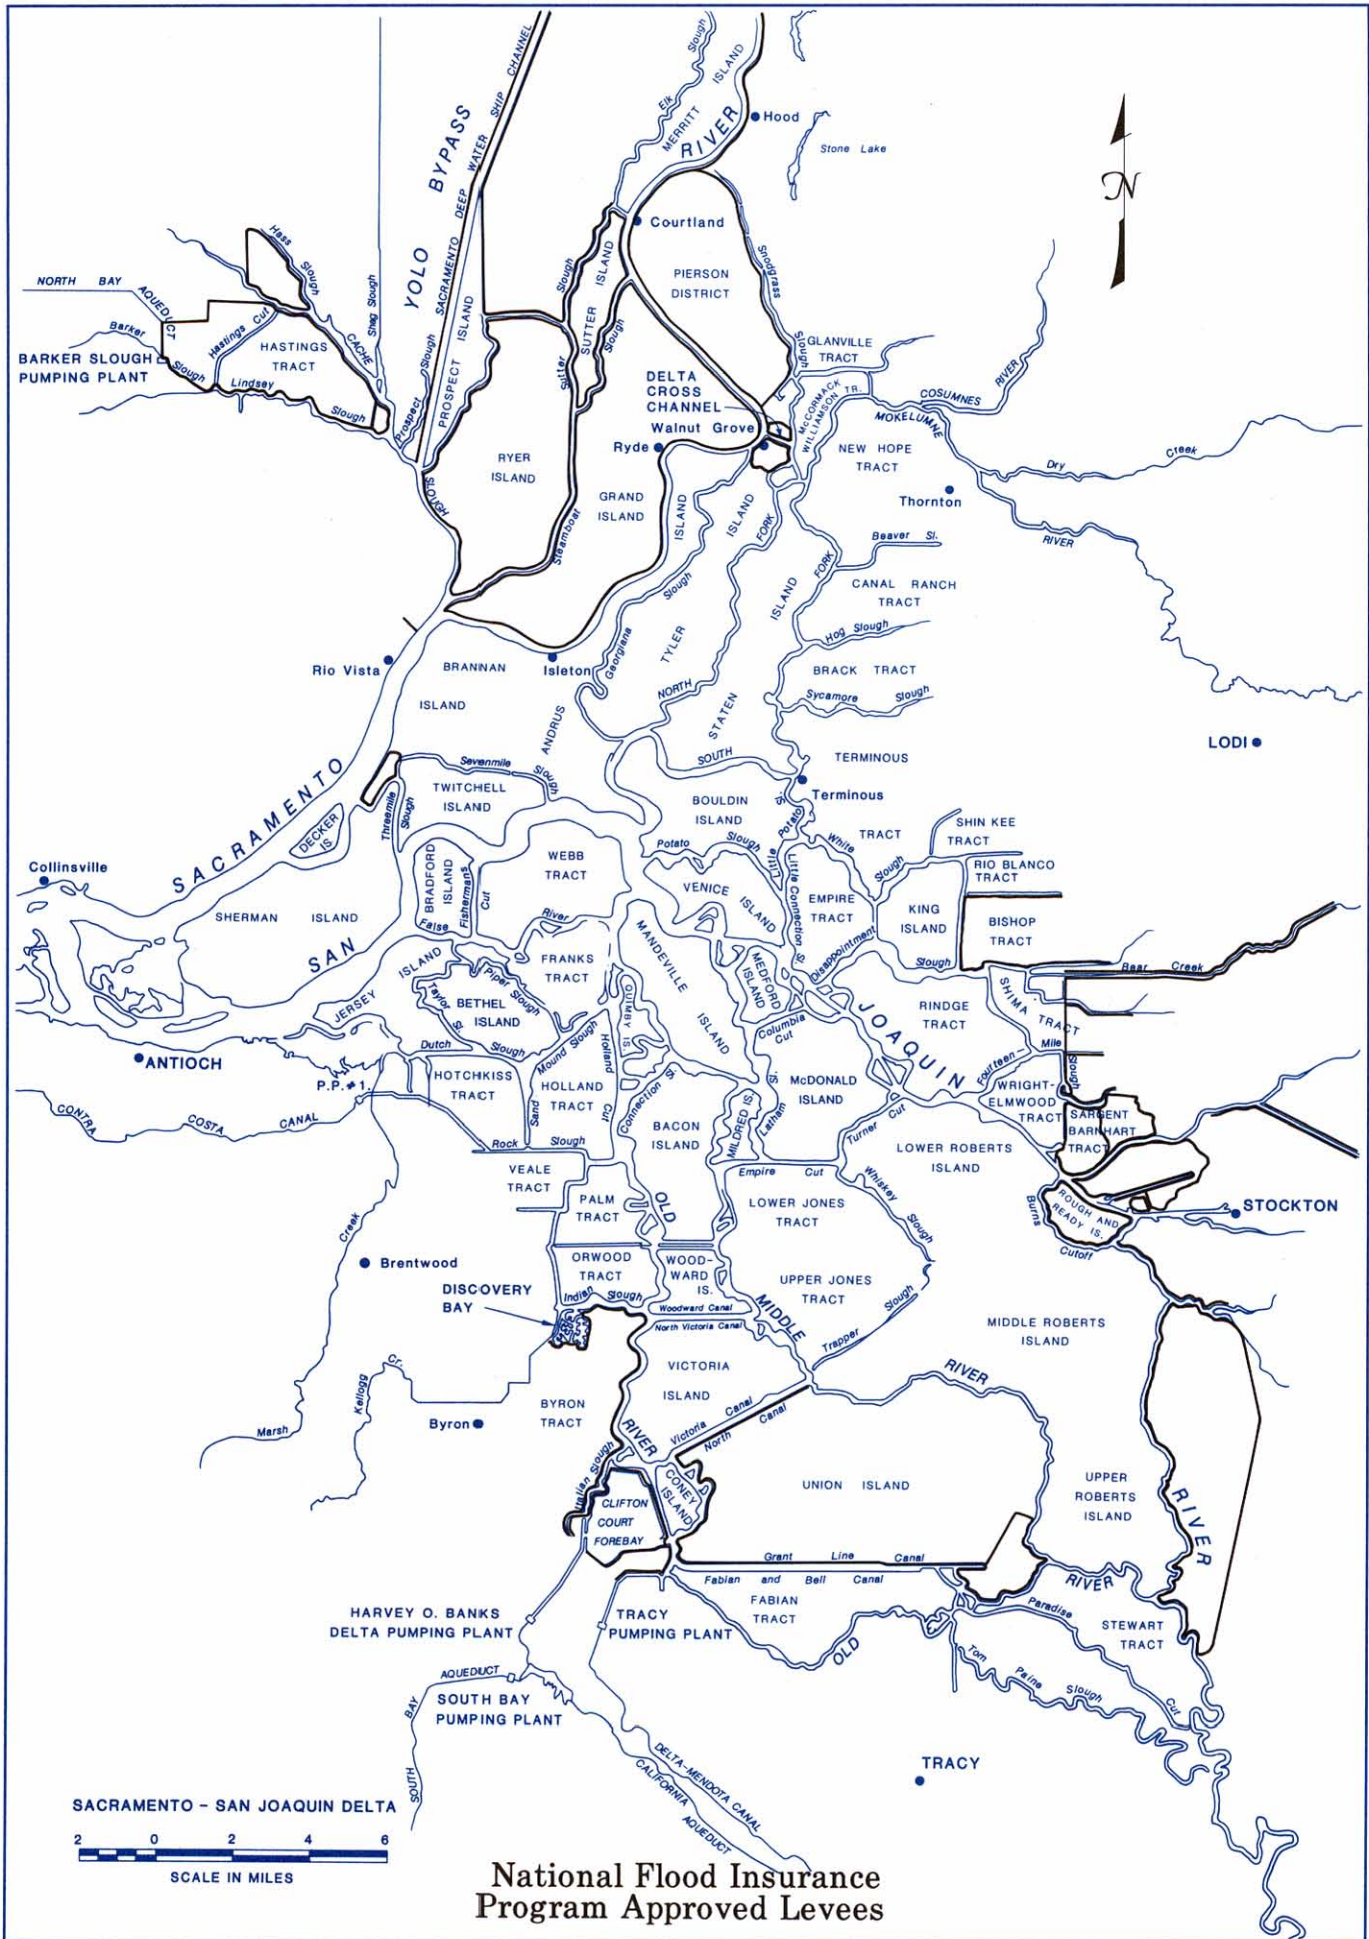 Elk
Slough
MERRITT
ISLAND
RIVER
Hood
Stone Lake
N
YOLO
BYPASS
SACRAMENTO DEEP WATER SHIP CHANNEL
Courtland
PIERSON
DISTRICT
Snodgrass
Slough
Hass
Slough
Shag Slough
NORTH BAY
AQUEDUCT
Barker
Slough
BARKER SLOUGH
PUMPING PLANT
Hastings Cut
HASTINGS
TRACT
CACHE
Lindsey
Slough
Prospect
Slough
PROSPECT ISLAND
SLOUGH
Slough
Sutter
SUTTER ISLAND
Slough
GLANVILLE
TRACT
DELTA
CROSS
CHANNEL
Walnut Grove
McCORMACK
WILLIAMSON TR.
COSUMNES
RIVER
MOKELUMNE
NEW HOPE
TRACT
Dry
Creek
Ryde
RYER
ISLAND
GRAND
ISLAND
Steamboat
ISLAND
ISLAND
FORK
Thornton
RIVER
Beaver Sl.
CANAL RANCH
TRACT
ISLAND
FORK
Hog Slough
Slough
Georgiana
TYLER
BRACK TRACT
Sycamore
Slough
Rio Vista
BRANNAN
ISLAND
Isleton
ANDRUS
NORTH
STATEN
SOUTH
LODI
TERMINOUS
Terminous
TRACT
SACRAMENTO
Sevenmile
Slough
TWITCHELL
ISLAND
Threemile
Slough
DECKER
IS.
BOULDIN
ISLAND
Potato
Slough
Little
Potato
Sl.
White
Slough
SHIN KEE
TRACT
RIO BLANCO
TRACT
Collinsville
SHERMAN
ISLAND
SAN
BRADFORD
ISLAND
Fishermans
Cut
False
River
WEBB
TRACT
VENICE
ISLAND
Little Connection Sl.
EMPIRE
TRACT
KING
ISLAND
BISHOP
TRACT
Disappointment
Slough
Bear
Creek
FRANKS
TRACT
MANDEVILLE
ISLAND
MEDFORD
ISLAND
Columbia
Cut
JOAQUIN
RINDGE
TRACT
SHIMA TRACT
JERSEY
ISLAND
Taylor
Sl.
Piper Slough
BETHEL
ISLAND
QUIMBY IS.
Dutch
Slough
Sand
Mound Slough
HOTCHKISS
TRACT
HOLLAND
TRACT
Holland
Cut
Connection
Sl.
ANTIOCH
P.P.#1.
CONTRA
COSTA
CANAL
Rock
Slough
BACON
ISLAND
MILDRED IS.
Latham
Sl.
McDONALD
ISLAND
Turner
Cut
Fourteen
Mile
Slough
WRIGHT-
ELMWOOD
TRACT
SARGENT
BARNHART
TRACT
LOWER ROBERTS
ISLAND
Empire
Cut
Whiskey
Slough
VEALE
TRACT
PALM
TRACT
OLD
LOWER JONES
TRACT
Burns
Cutoff
ROUGH AND
READY IS.
STOCKTON
Creek
Brentwood
ORWOOD
TRACT
WOOD-
WARD
IS.
UPPER JONES
TRACT
DISCOVERY
BAY
Indian
Slough
Woodward Canal
North Victoria Canal
MIDDLE
Trapper
Slough
MIDDLE ROBERTS
ISLAND
VICTORIA
ISLAND
RIVER
Kellogg
Cr.
Marsh
Byron
BYRON
TRACT
RIVER
Victoria
Canal
North
Canal
Italian Slough
CLIFTON
COURT
FOREBAY
CONEY
ISLAND
UNION ISLAND
UPPER
ROBERTS
ISLAND
RIVER
Grant
Line
Canal
Fabian and Bell Canal
FABIAN
TRACT
RIVER
Paradise
Cut
STEWART
TRACT
HARVEY O. BANKS
DELTA PUMPING PLANT
TRACY
PUMPING PLANT
OLD
Tom
Paine
Slough
AQUEDUCT
SOUTH BAY
PUMPING PLANT
SOUTH
BAY
DELTA-MENDOTA CANAL
CALIFORNIA
AQUEDUCT
TRACY
SACRAMENTO – SAN JOAQUIN DELTA
2 0 2 4 6
SCALE IN MILES
National Flood Insurance
Program Approved Levees